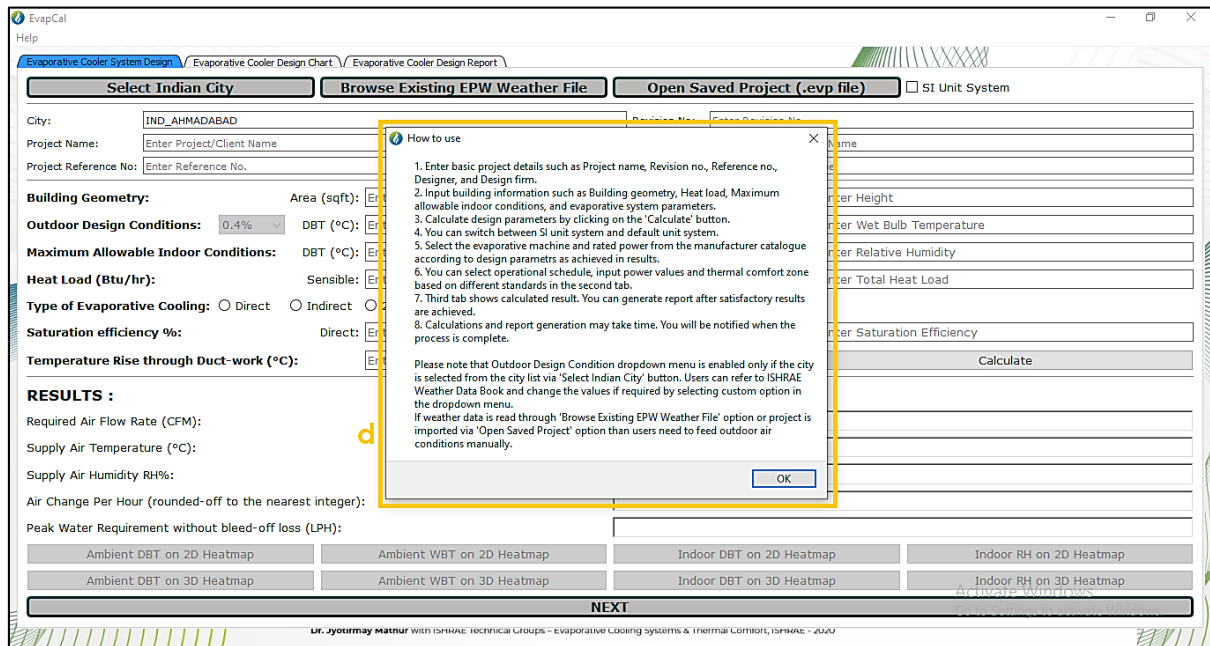 EvapCal
Help
Evaporative Cooler System Design Evaporative Cooler Design Chart Evaporative Cooler Design Report
Select Indian City Browse Existing EPW Weather File Open Saved Project (.evp file) SI Unit System
City: IND_AHMADABAD
Project Name: Enter Project/Client Name
Project Reference No: Enter Reference No.
Building Geometry: Area (sqft): Enter Height
Outdoor Design Conditions: 0.4% DBT (°C): Enter Wet Bulb Temperature
Maximum Allowable Indoor Conditions: DBT (°C): Enter Relative Humidity
Heat Load (Btu/hr): Sensible: Enter Total Heat Load
Type of Evaporative Cooling: Direct Indirect
Saturation efficiency %: Direct: Enter Saturation Efficiency
Temperature Rise through Duct-work (°C): Calculate
RESULTS :
Required Air Flow Rate (CFM):
Supply Air Temperature (°C):
Supply Air Humidity RH%:
Air Change Per Hour (rounded-off to the nearest integer):
Peak Water Requirement without bleed-off loss (LPH):
Ambient DBT on 2D Heatmap Ambient WBT on 2D Heatmap Indoor DBT on 2D Heatmap Indoor RH on 2D Heatmap
Ambient DBT on 3D Heatmap Ambient WBT on 3D Heatmap Indoor DBT on 3D Heatmap Indoor RH on 3D Heatmap
NEXT
Activate Windows
Go to Settings to activate Windows.
Dr. Jyotirmay Mathur with ISHRAE Technical Groups – Evaporative Cooling Systems & Thermal Comfort, ISHRAE - 2020
d
How to use
1. Enter basic project details such as Project name, Revision no., Reference no.,
Designer, and Design firm.
2. Input building information such as Building geometry, Heat load, Maximum
allowable indoor conditions, and evaporative system parameters.
3. Calculate design parameters by clicking on the 'Calculate' button.
4. You can switch between SI unit system and default unit system.
5. Select the evaporative machine and rated power from the manufacturer catalogue
according to design parametrs as achieved in results.
6. You can select operational schedule, input power values and thermal comfort zone
based on different standards in the second tab.
7. Third tab shows calculated result. You can generate report after satisfactory results
are achieved.
8. Calculations and report generation may take time. You will be notified when the
process is complete.
Please note that Outdoor Design Condition dropdown menu is enabled only if the city
is selected from the city list via 'Select Indian City' button. Users can refer to ISHRAE
Weather Data Book and change the values if required by selecting custom option in
the dropdown menu.
If weather data is read through 'Browse Existing EPW Weather File' option or project is
imported via 'Open Saved Project' option than users need to feed outdoor air
conditions manually.
OK